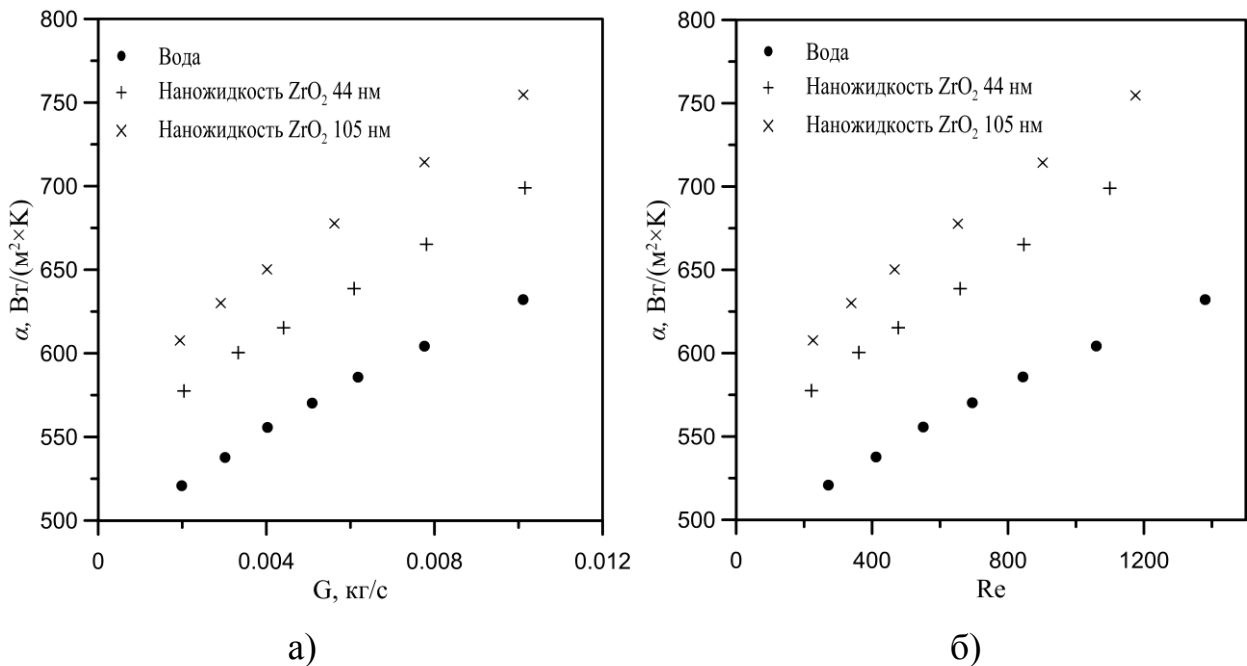 800
750
700
650
600
550
500
α, Вт/(м²×К)
Вода
Наножидкость ZrO₂ 44 нм
Наножидкость ZrO₂ 105 нм
0
0.004
0.008
0.012
G, кг/с
а)
800
750
700
650
600
550
500
α, Вт/(м²×К)
Вода
Наножидкость ZrO₂ 44 нм
Наножидкость ZrO₂ 105 нм
0
400
800
1200
Re
б)